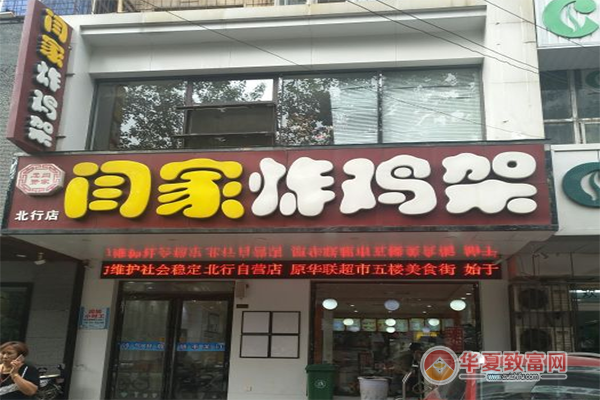 闫家炸鸡架
北行店
闫家炸鸡架
维护社会稳定 北行自营店 原华联超市五楼美食街 始于
华夏致富网